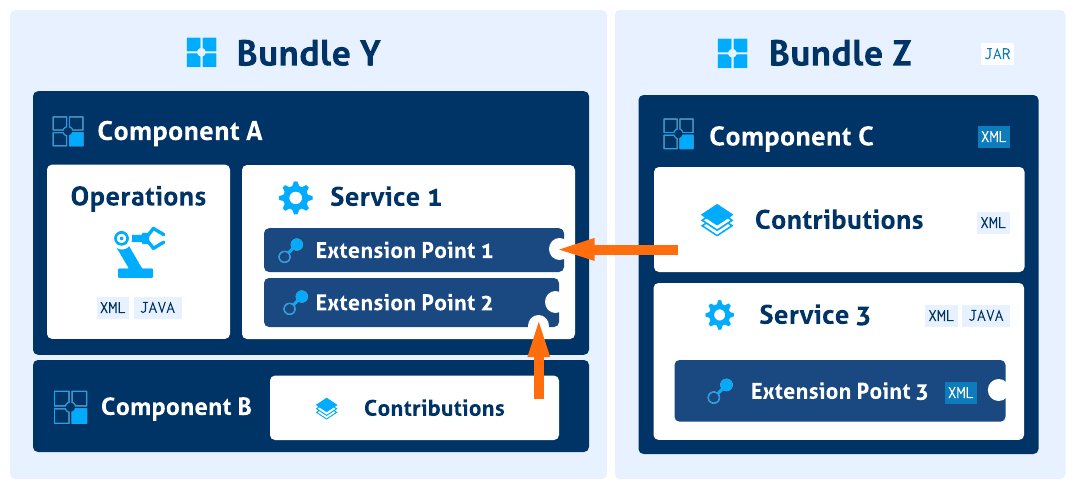 Bundle Y
Component A
Operations
XML JAVA
Service 1
Extension Point 1
Extension Point 2
Component B
Contributions
Bundle Z JAR
Component C XML
Contributions XML
Service 3 XML JAVA
Extension Point 3 XML